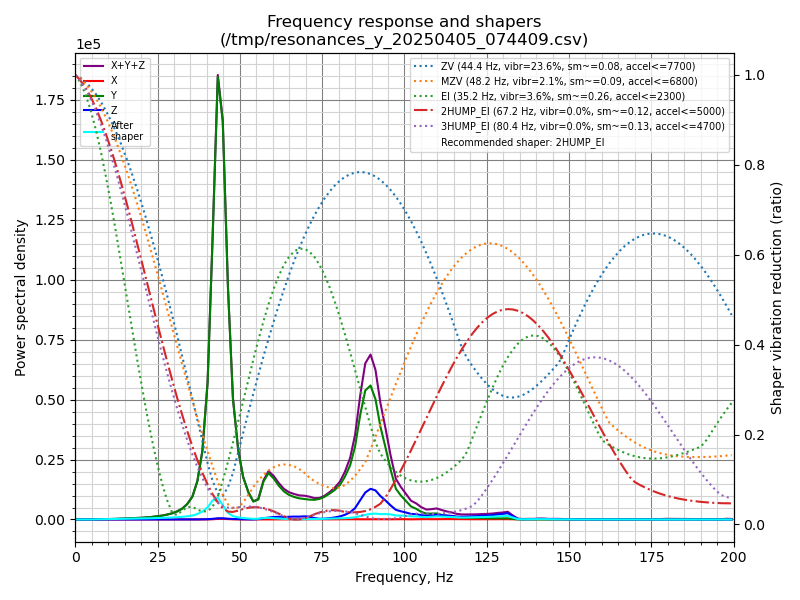 Frequency response and shapers
(/tmp/resonances_y_20250405_074409.csv)
1e5
X+Y+Z
X
Y
Z
After
shaper
ZV (44.4 Hz, vibr=23.6%, sm~=0.08, accel<=7700)
MZV (48.2 Hz, vibr=2.1%, sm~=0.09, accel<=6800)
EI (35.2 Hz, vibr=3.6%, sm~=0.26, accel<=2300)
2HUMP_EI (67.2 Hz, vibr=0.0%, sm~=0.12, accel<=5000)
3HUMP_EI (80.4 Hz, vibr=0.0%, sm~=0.13, accel<=4700)
Recommended shaper: 2HUMP_EI
Power spectral density
1.75
1.50
1.25
1.00
0.75
0.50
0.25
0.00
1.0
0.8
0.6
0.4
0.2
0.0
Shaper vibration reduction (ratio)
0 25 50 75 100 125 150 175 200
Frequency, Hz